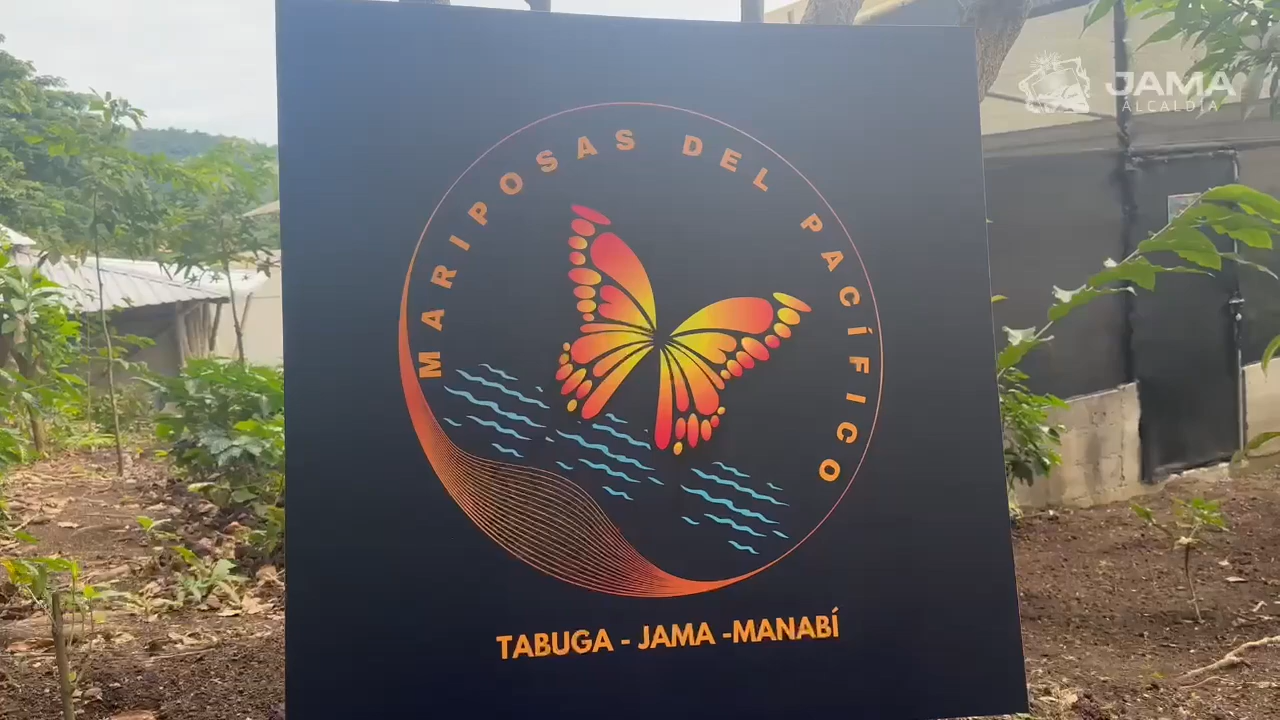 JAMA
ALCALDÍA
MARIPOSAS DEL PACÍFICO
TABUGA - JAMA -MANABÍ